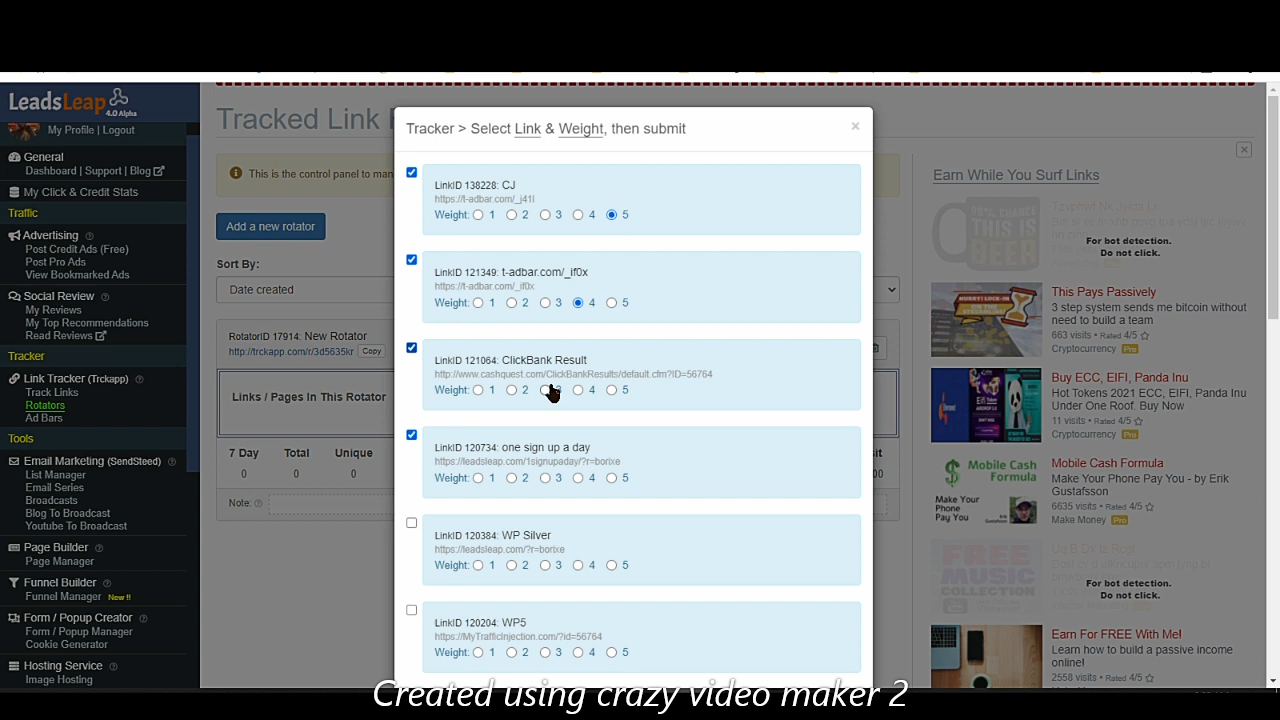 LeadsLeap
4.0 Alpha
My Profile | Logout
General
Dashboard | Support | Blog
My Click & Credit Stats
Traffic
Advertising
Post Credit Ads (Free)
Post Pro Ads
View Bookmarked Ads
Social Review
My Reviews
My Top Recommendations
Read Reviews
Tracker
Link Tracker (Trckapp)
Track Links
Rotators
Ad Bars
Tools
Email Marketing (SendSteed)
List Manager
Email Series
Broadcasts
Blog To Broadcast
Youtube To Broadcast
Page Builder
Page Manager
Funnel Builder
Funnel Manager New !!
Form / Popup Creator
Form / Popup Manager
Cookie Generator
Hosting Service
Image Hosting
Tracked Link
This is the control panel to man
Add a new rotator
Sort By:
Date created
RotatorID 17914: New Rotator
http://trckapp.com/r/3d5635kr Copy
Links / Pages In This Rotator
7 Day Total Unique
0 0 0
Note:
Tracker > Select Link & Weight, then submit
×
LinkID 138228: CJ
https://t-adbar.com/_j41l
Weight: 1 2 3 4 5
LinkID 121349: t-adbar.com/_if0x
https://t-adbar.com/_if0x
Weight: 1 2 3 4 5
LinkID 121064: ClickBank Result
http://www.cashquest.com/ClickBankResults/default.cfm?ID=56764
Weight: 1 2 3 4 5
LinkID 120734: one sign up a day
https://leadsleap.com/1signupaday/?r=borixe
Weight: 1 2 3 4 5
LinkID 120384: WP Silver
https://leadsleap.com/?r=borixe
Weight: 1 2 3 4 5
LinkID 120204: WP5
https://MyTrafficInjection.com/?id=56764
Weight: 1 2 3 4 5
Earn While You Surf Links
For bot detection.
Do not click.
This Pays Passively
3 step system sends me bitcoin without
need to build a team
663 visits • Rated 4/5
Cryptocurrency Pro
Buy ECC, EIFI, Panda Inu
Hot Tokens 2021 ECC, EIFI, Panda Inu
Under One Roof. Buy Now
11 visits • Rated 4/5
Cryptocurrency Pro
Mobile Cash Formula
Make Your Phone Pay You - by Erik
Gustafsson
6635 visits • Rated 4/5
Make Money Pro
For bot detection.
Do not click.
Earn For FREE With Me!
Learn how to build a passive income
online!
2558 visits • Rated 4/5
Created using crazy video maker 2